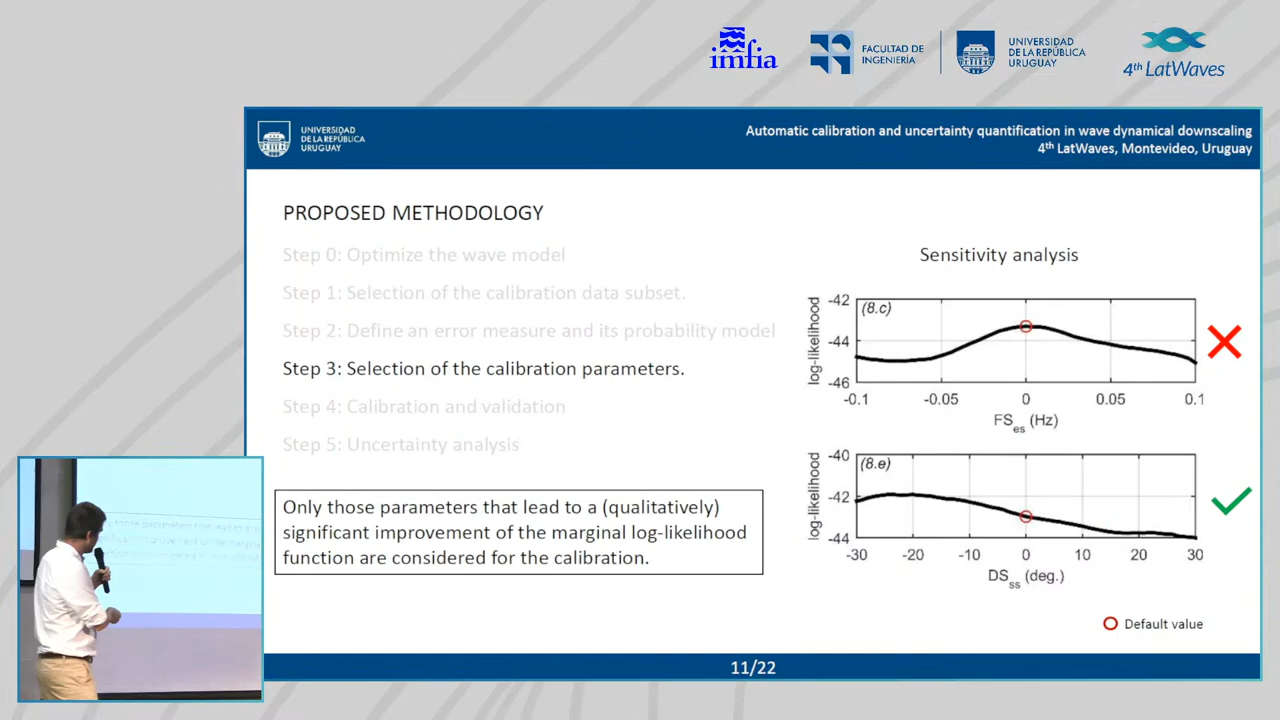 imfia
FACULTAD DE
INGENIERÍA
UNIVERSIDAD
DE LA REPÚBLICA
URUGUAY
4th LatWaves
UNIVERSIDAD
DE LA REPÚBLICA
URUGUAY
Automatic calibration and uncertainty quantification in wave dynamical downscaling
4th LatWaves, Montevideo, Uruguay
PROPOSED METHODOLOGY
Step 0: Optimize the wave model
Step 1: Selection of the calibration data subset.
Step 2: Define an error measure and its probability model
Step 3: Selection of the calibration parameters.
Step 4: Calibration and validation
Step 5: Uncertainty analysis
Only those parameters that lead to a (qualitatively)
significant improvement of the marginal log-likelihood
function are considered for the calibration.
Sensitivity analysis
(8.c)
log-likelihood
-42
-44
-46
-0.1 -0.05 0 0.05 0.1
FSes (Hz)
(8.e)
log-likelihood
-40
-42
-44
-30 -20 -10 0 10 20 30
DSss (deg.)
Default value
11/22